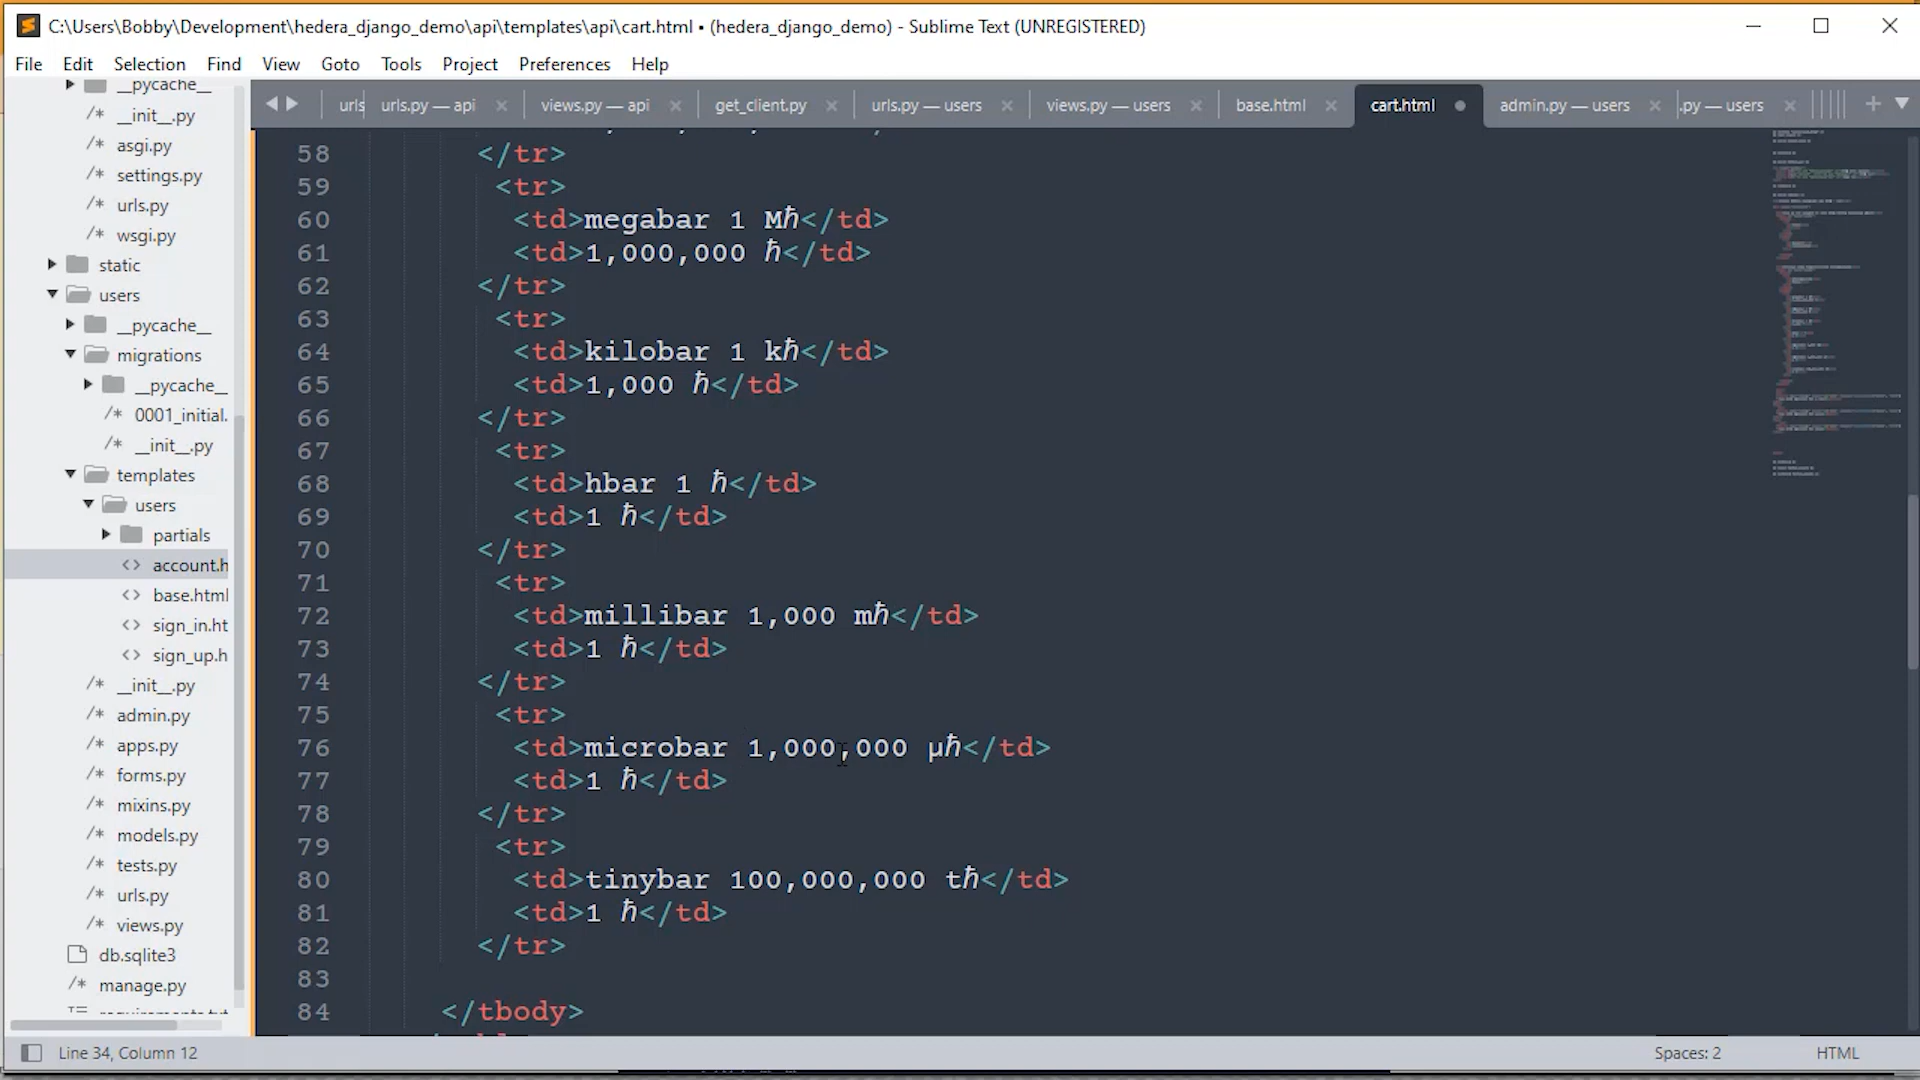 C:\Users\Bobby\Development\hedera_django_demo\api\templates\api\cart.html • (hedera_django_demo) - Sublime Text (UNREGISTERED)
File Edit Selection Find View Goto Tools Project Preferences Help
urls urls.py — api views.py — api get_client.py urls.py — users views.py — users base.html cart.html admin.py — users .py — users
__pycache__
/* __init__.py
/* asgi.py
/* settings.py
/* urls.py
/* wsgi.py
static
users
__pycache__
migrations
__pycache__
/* 0001_initial.
/* __init__.py
templates
users
partials
<> account.h
<> base.html
<> sign_in.ht
<> sign_up.h
/* __init__.py
/* admin.py
/* apps.py
/* forms.py
/* mixins.py
/* models.py
/* tests.py
/* urls.py
/* views.py
db.sqlite3
/* manage.py
58 </tr>
59 <tr>
60 <td>megabar 1 Mℏ</td>
61 <td>1,000,000 ℏ</td>
62 </tr>
63 <tr>
64 <td>kilobar 1 kℏ</td>
65 <td>1,000 ℏ</td>
66 </tr>
67 <tr>
68 <td>hbar 1 ℏ</td>
69 <td>1 ℏ</td>
70 </tr>
71 <tr>
72 <td>millibar 1,000 mℏ</td>
73 <td>1 ℏ</td>
74 </tr>
75 <tr>
76 <td>microbar 1,000,000 μℏ</td>
77 <td>1 ℏ</td>
78 </tr>
79 <tr>
80 <td>tinybar 100,000,000 tℏ</td>
81 <td>1 ℏ</td>
82 </tr>
83
84 </tbody>
Line 34, Column 12 Spaces: 2 HTML